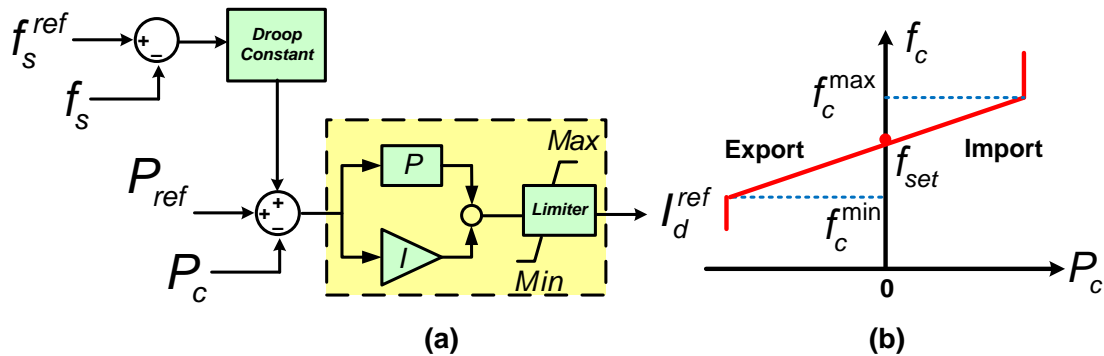 f_s^ref
+
−
f_s
Droop
Constant
P_ref
+
+
−
P_c
P
I
Max
Limiter
Min
I_d^ref
(a)
f_c
f_c^max
Export
Import
f_set
f_c^min
0
P_c
(b)